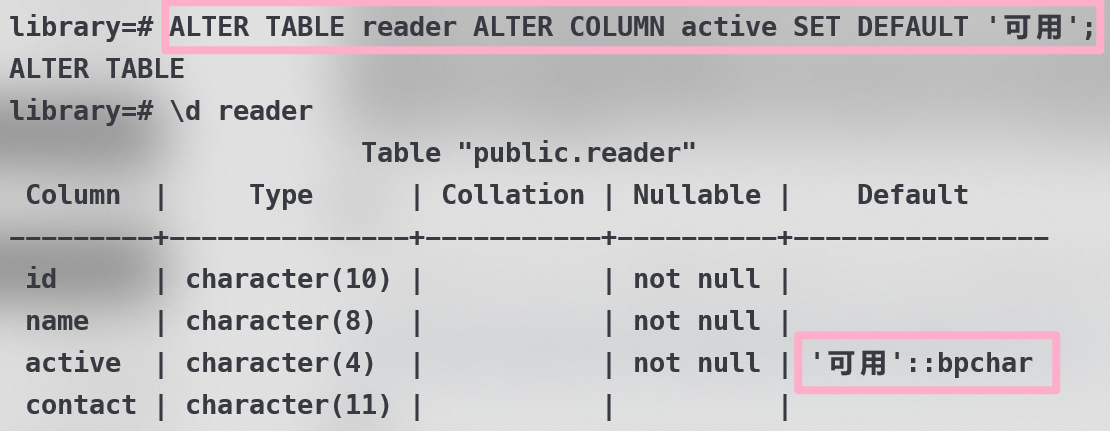 library=# ALTER TABLE reader ALTER COLUMN active SET DEFAULT '可用';
ALTER TABLE
library=# \d reader
Table "public.reader"
Column | Type | Collation | Nullable | Default
---------+---------------+-----------+----------+----------------
id | character(10) | | not null |
name | character(8) | | not null |
active | character(4) | | not null | '可用'::bpchar
contact | character(11) | | |